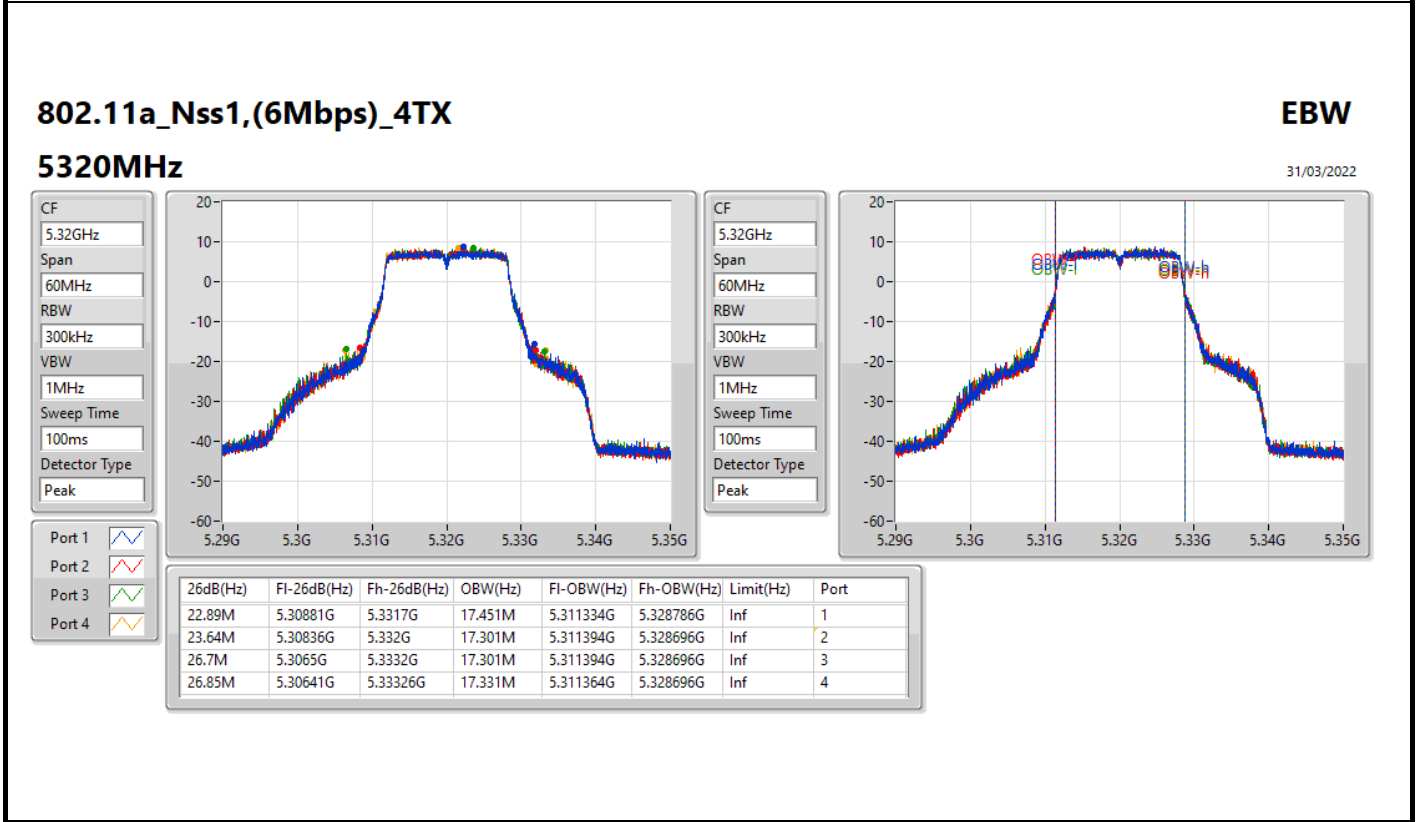 802.11a_Nss1,(6Mbps)_4TX
EBW
5320MHz
31/03/2022
CF
5.32GHz
Span
60MHz
RBW
300kHz
VBW
1MHz
Sweep Time
100ms
Detector Type
Peak
20
10
0
-10
-20
-30
-40
-50
-60
5.29G 5.3G 5.31G 5.32G 5.33G 5.34G 5.35G
CF
5.32GHz
Span
60MHz
RBW
300kHz
VBW
1MHz
Sweep Time
100ms
Detector Type
Peak
20
10
0
-10
-20
-30
-40
-50
-60
OBW-l
OBW-h
5.29G 5.3G 5.31G 5.32G 5.33G 5.34G 5.35G
Port 1
Port 2
Port 3
Port 4
26dB(Hz) Fl-26dB(Hz) Fh-26dB(Hz) OBW(Hz) Fl-OBW(Hz) Fh-OBW(Hz) Limit(Hz) Port
22.89M 5.30881G 5.3317G 17.451M 5.311334G 5.328786G Inf 1
23.64M 5.30836G 5.332G 17.301M 5.311394G 5.328696G Inf 2
26.7M 5.3065G 5.3332G 17.301M 5.311394G 5.328696G Inf 3
26.85M 5.30641G 5.33326G 17.331M 5.311364G 5.328696G Inf 4